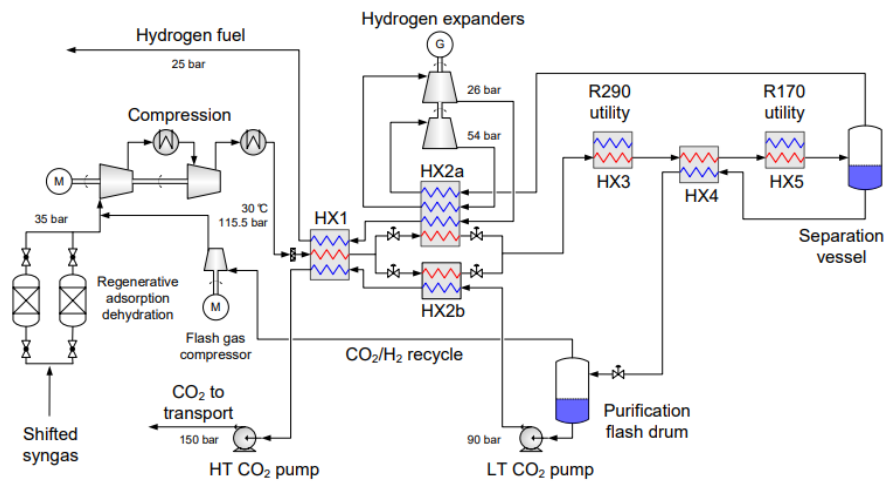 Hydrogen expanders
Hydrogen fuel
25 bar
G
26 bar
Compression
54 bar
R290
utility
R170
utility
M
HX2a
HX3
HX4
HX5
30 °C
115.5 bar
HX1
35 bar
Separation
vessel
Regenerative
adsorption
dehydration
M
HX2b
Flash gas
compressor
CO₂/H₂ recycle
CO₂ to
transport
150 bar
90 bar
Purification
flash drum
Shifted
syngas
HT CO₂ pump
LT CO₂ pump